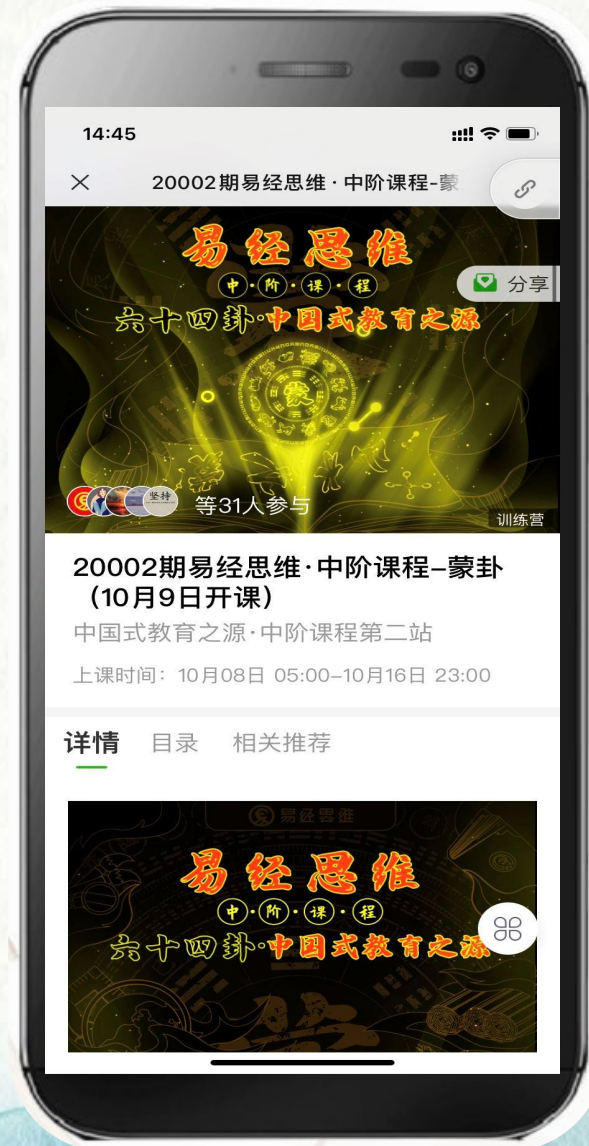 14:45
20002期易经思维·中阶课程-蒙
易经思维
中·阶·课·程
分享
六十四卦·中国式教育之源
蒙
坚持
等31人参与
训练营
20002期易经思维·中阶课程–蒙卦
（10月9日开课）
中国式教育之源·中阶课程第二站
上课时间：10月08日 05:00–10月16日 23:00
详情 目录 相关推荐
易经思维
易经思维
中·阶·课·程
六十四卦·中国式教育之源